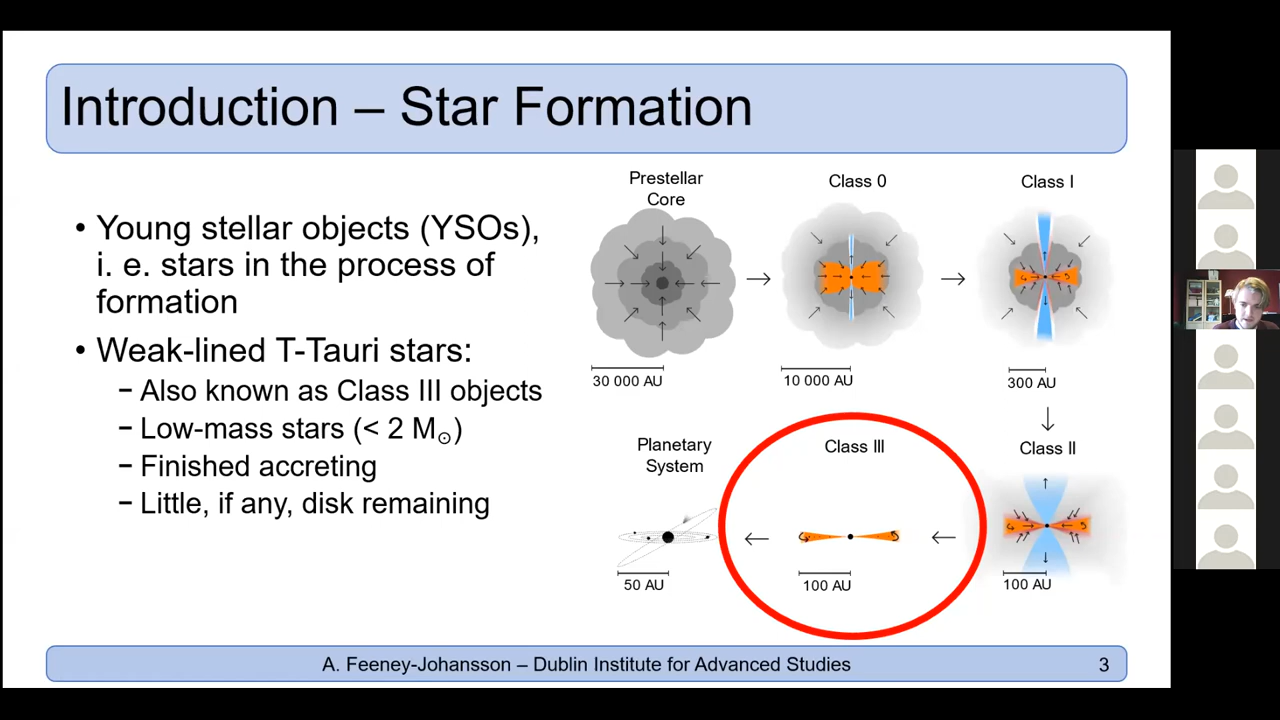 Introduction – Star Formation
• Young stellar objects (YSOs),
i. e. stars in the process of
formation
• Weak-lined T-Tauri stars:
– Also known as Class III objects
– Low-mass stars (< 2 M☉)
– Finished accreting
– Little, if any, disk remaining
Prestellar
Core
30 000 AU
Class 0
10 000 AU
Class I
300 AU
Class II
100 AU
Class III
100 AU
Planetary
System
50 AU
A. Feeney-Johansson – Dublin Institute for Advanced Studies
3